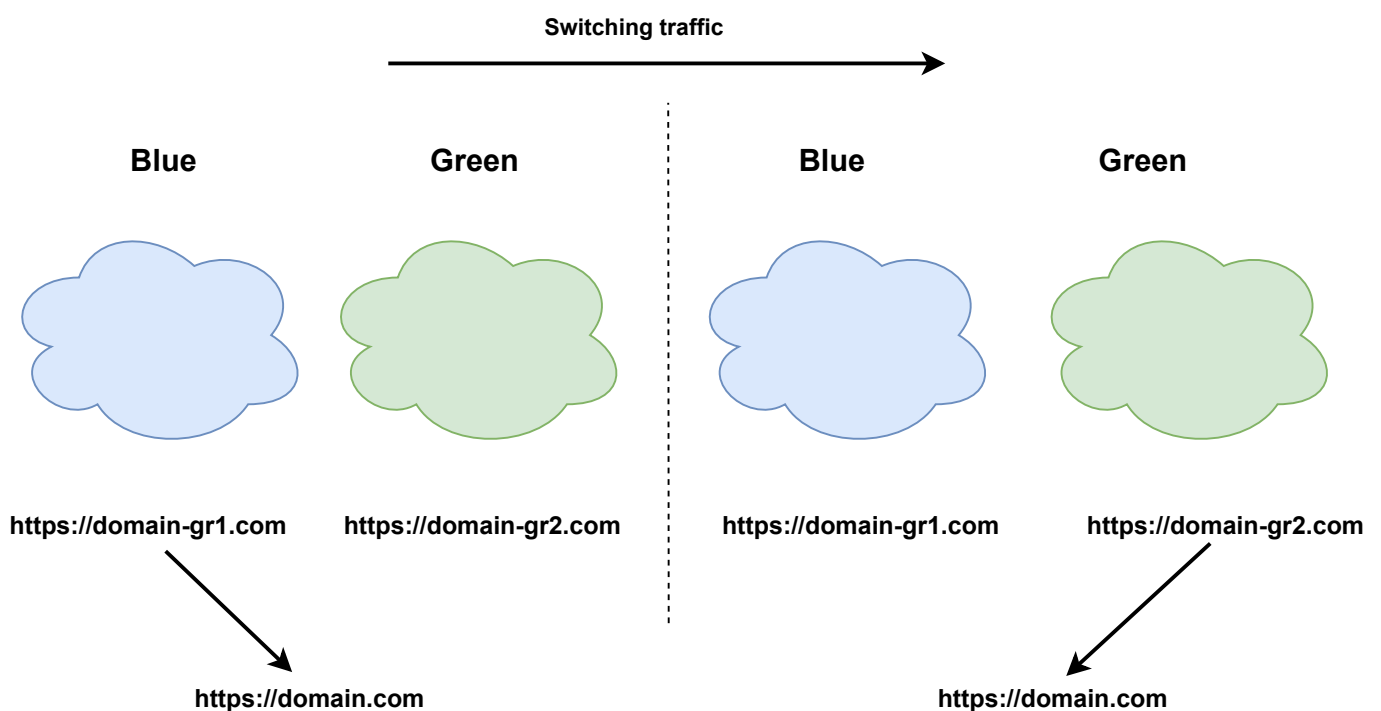 Switching traffic
Blue
Green
Blue
Green
https://domain-gr1.com
https://domain-gr2.com
https://domain-gr1.com
https://domain-gr2.com
https://domain.com
https://domain.com